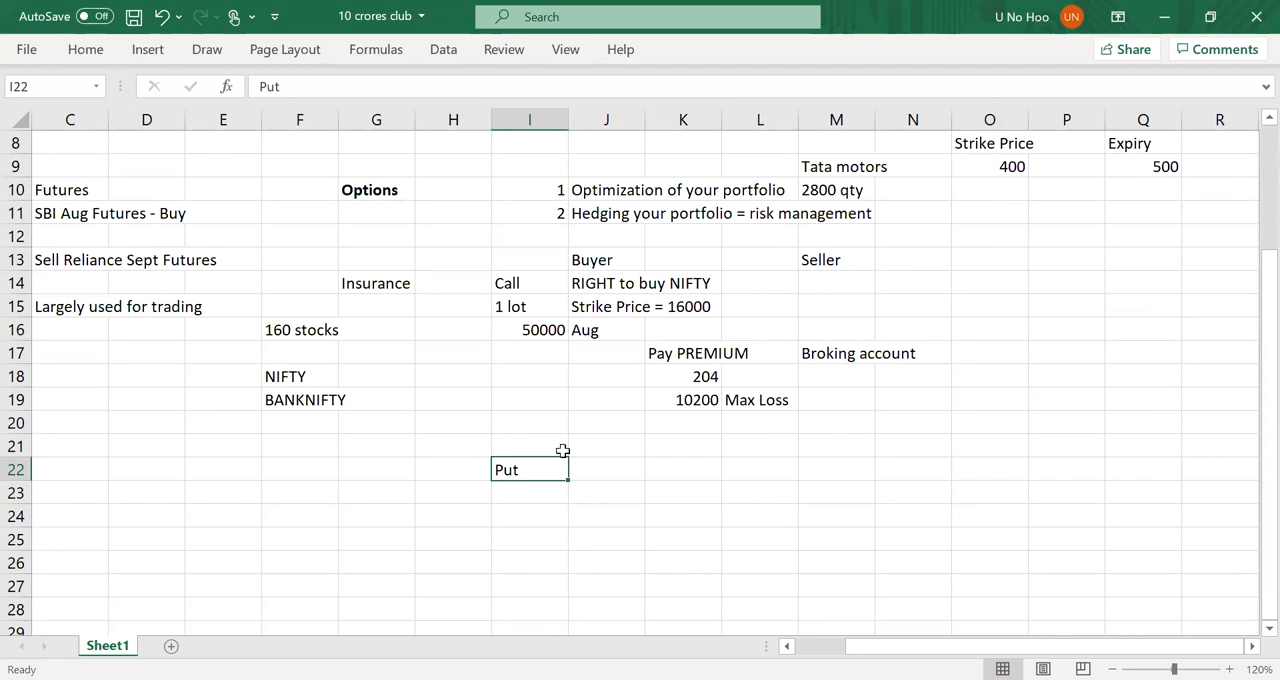 AutoSave Off 10 crores club Search U No Hoo UN
File Home Insert Draw Page Layout Formulas Data Review View Help Share Comments
I22 fx Put
C D E F G H I J K L M N O P Q R
8 Strike Price Expiry
9 Tata motors 400 500
10 Futures Options 1 Optimization of your portfolio 2800 qty
11 SBI Aug Futures - Buy 2 Hedging your portfolio = risk management
12
13 Sell Reliance Sept Futures Buyer Seller
14 Insurance Call RIGHT to buy NIFTY
15 Largely used for trading 1 lot Strike Price = 16000
16 160 stocks 50000 Aug
17 Pay PREMIUM Broking account
18 NIFTY 204
19 BANKNIFTY 10200 Max Loss
20
21
22 Put
23
24
25
26
27
28
29
Sheet1
Ready 120%